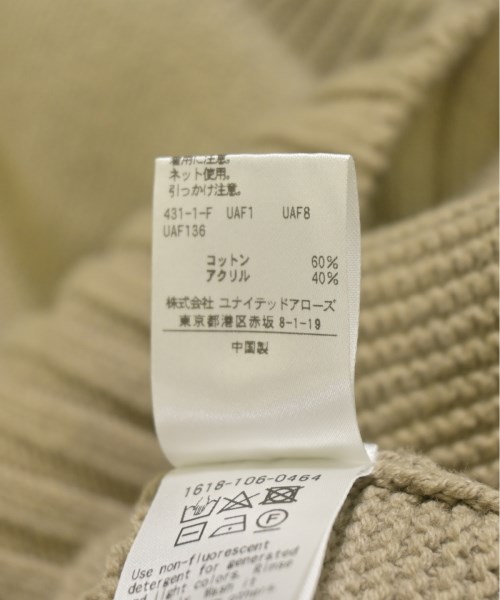 着用に注意。
ネット使用。
引っかけ注意。
431-1-F UAF1 UAF8
UAF136
コットン 60%
アクリル 40%
株式会社 ユナイテッドアローズ
東京都港区赤坂 8-1-19
中国製
1618-106-0464
F
Use non-fluorescent
detergent for generated
and light colors. Rinse
Wash it